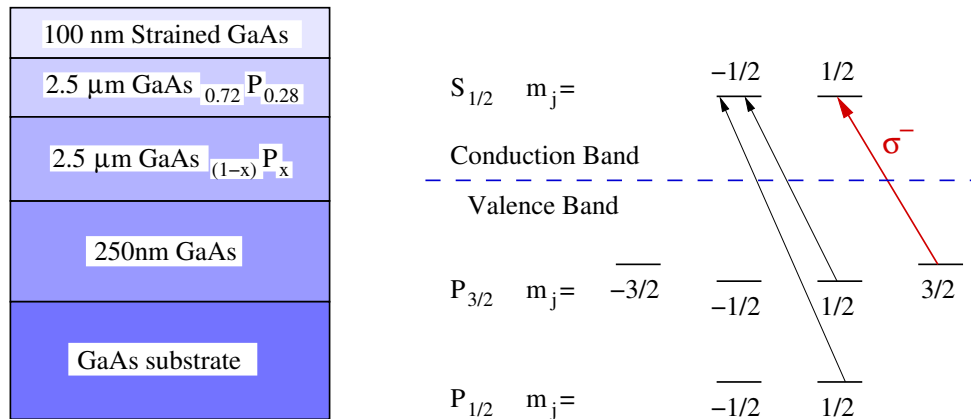 100 nm Strained GaAs
2.5 μm GaAs 0.72 P 0.28
2.5 μm GaAs (1−x) P x
250nm GaAs
GaAs substrate
S 1/2 m j = −1/2 1/2
σ −
Conduction Band
Valence Band
P 3/2 m j = −3/2 −1/2 1/2 3/2
P 1/2 m j = −1/2 1/2